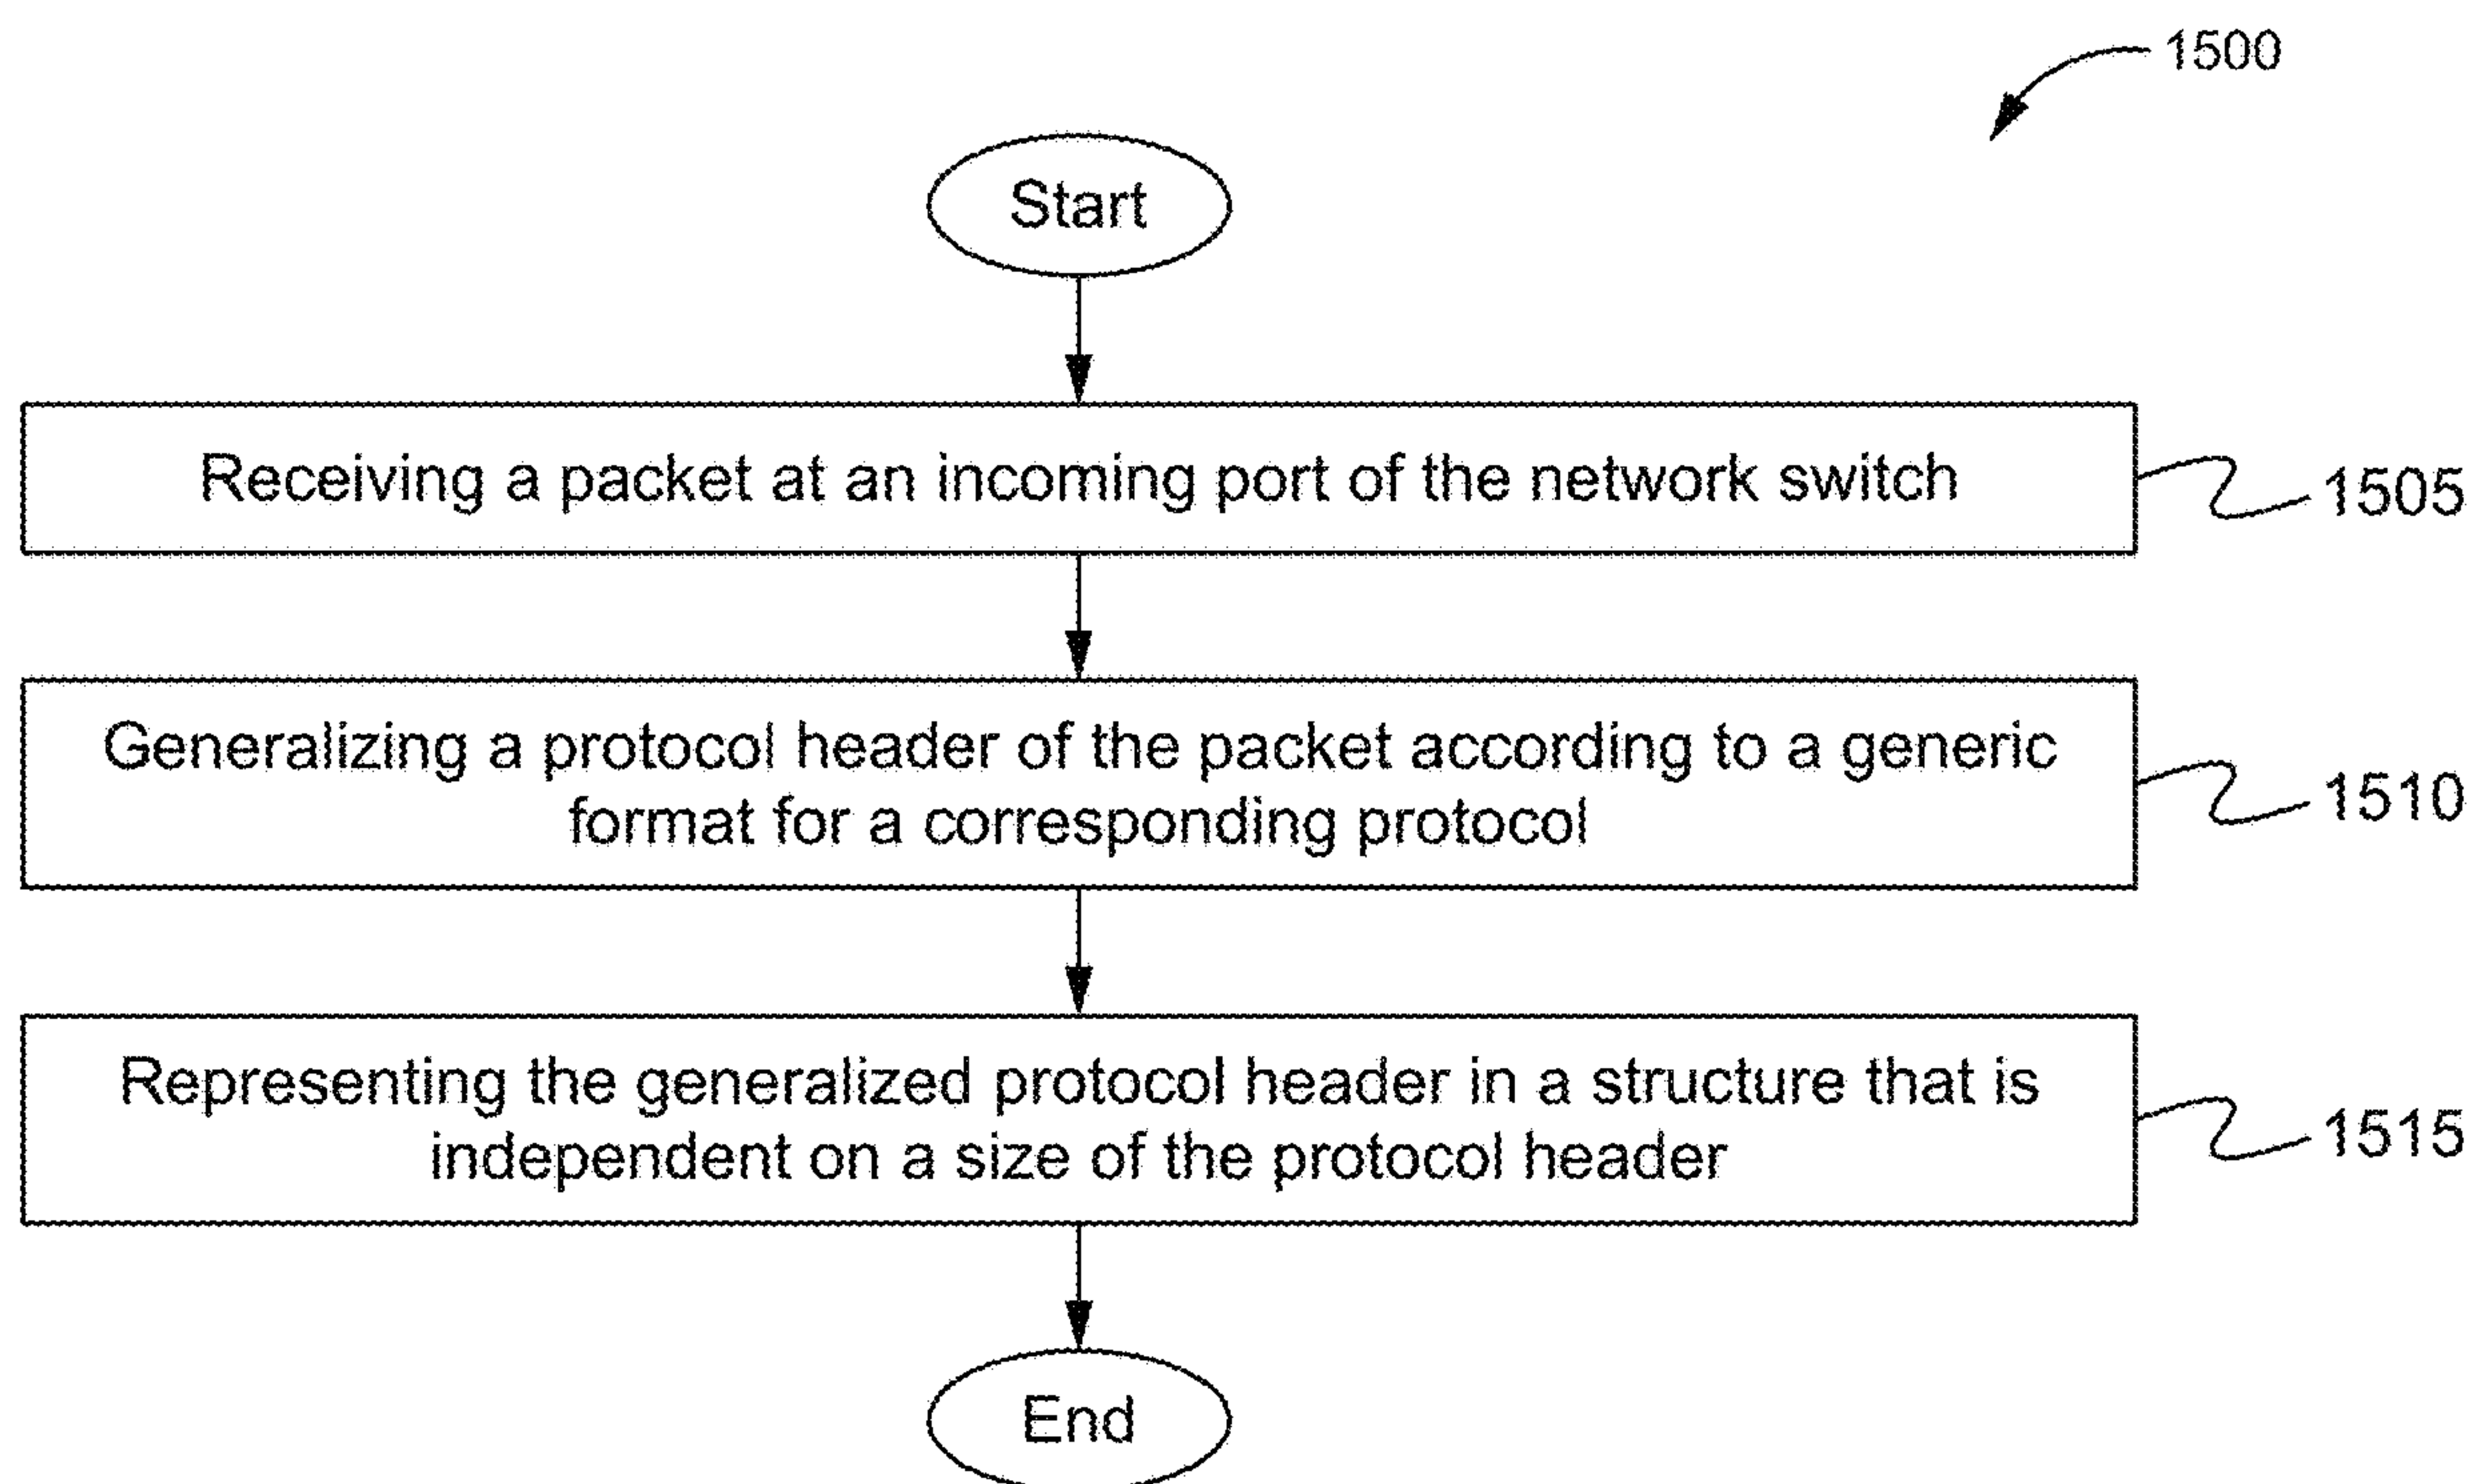 1500
Start
Receiving a packet at an incoming port of the network switch
1505
Generalizing a protocol header of the packet according to a generic
format for a corresponding protocol
1510
Representing the generalized protocol header in a structure that is
independent on a size of the protocol header
1515
End